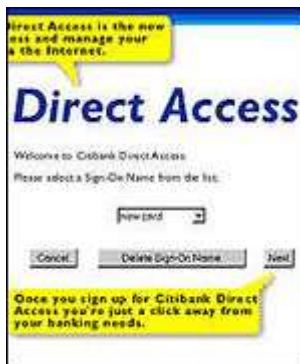 Direct Access is the new
ess and manage your
a the Internet.
Direct Access
Welcome to Citibank Direct Access
Please select a Sign-On Name from the list.
new card
Cancel
Delete Sign-On Name
Next
Once you sign up for Citibank Direct
Access you're just a click away from
your banking needs.